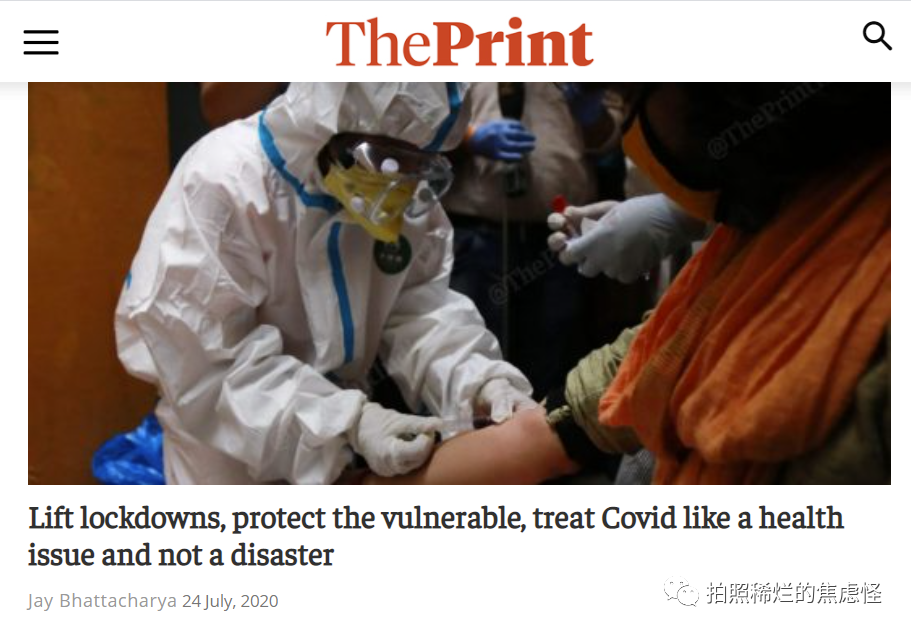 ThePrint
@ThePrint
@ThePrint
Lift lockdowns, protect the vulnerable, treat Covid like a health
issue and not a disaster
Jay Bhattacharya 24 July, 2020
拍照稀烂的焦虑怪